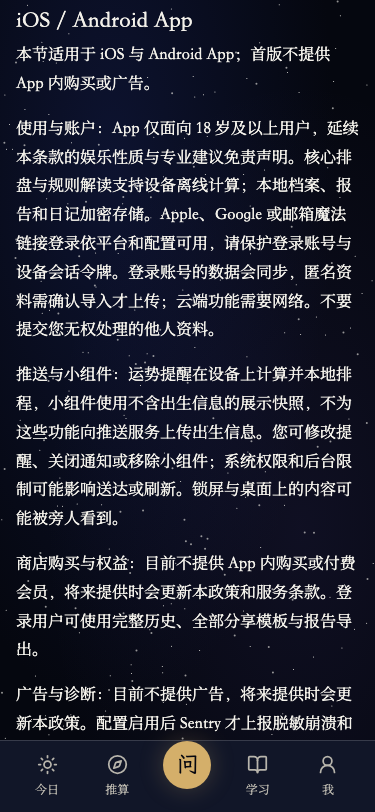 iOS / Android App
本节适用于 iOS 与 Android App；首版不提供
App 内购买或广告。
使用与账户：App 仅面向 18 岁及以上用户，延续
本条款的娱乐性质与专业建议免责声明。核心排
盘与规则解读支持设备离线计算；本地档案、报
告和日记加密存储。Apple、Google 或邮箱魔法
链接登录依平台和配置可用，请保护登录账号与
设备会话令牌。登录账号的数据会同步，匿名资
料需确认导入才上传；云端功能需要网络。不要
提交您无权处理的他人资料。
推送与小组件：运势提醒在设备上计算并本地排
程，小组件使用不含出生信息的展示快照，不为
这些功能向推送服务上传出生信息。您可修改提
醒、关闭通知或移除小组件；系统权限和后台限
制可能影响送达或刷新。锁屏与桌面上的内容可
能被旁人看到。
商店购买与权益：目前不提供 App 内购买或付费
会员，将来提供时会更新本政策和服务条款。登
录用户可使用完整历史、全部分享模板与报告导
出。
广告与诊断：目前不提供广告，将来提供时会更
新本政策。配置启用后 Sentry 才上报脱敏崩溃和
今日
推算
问
学习
我